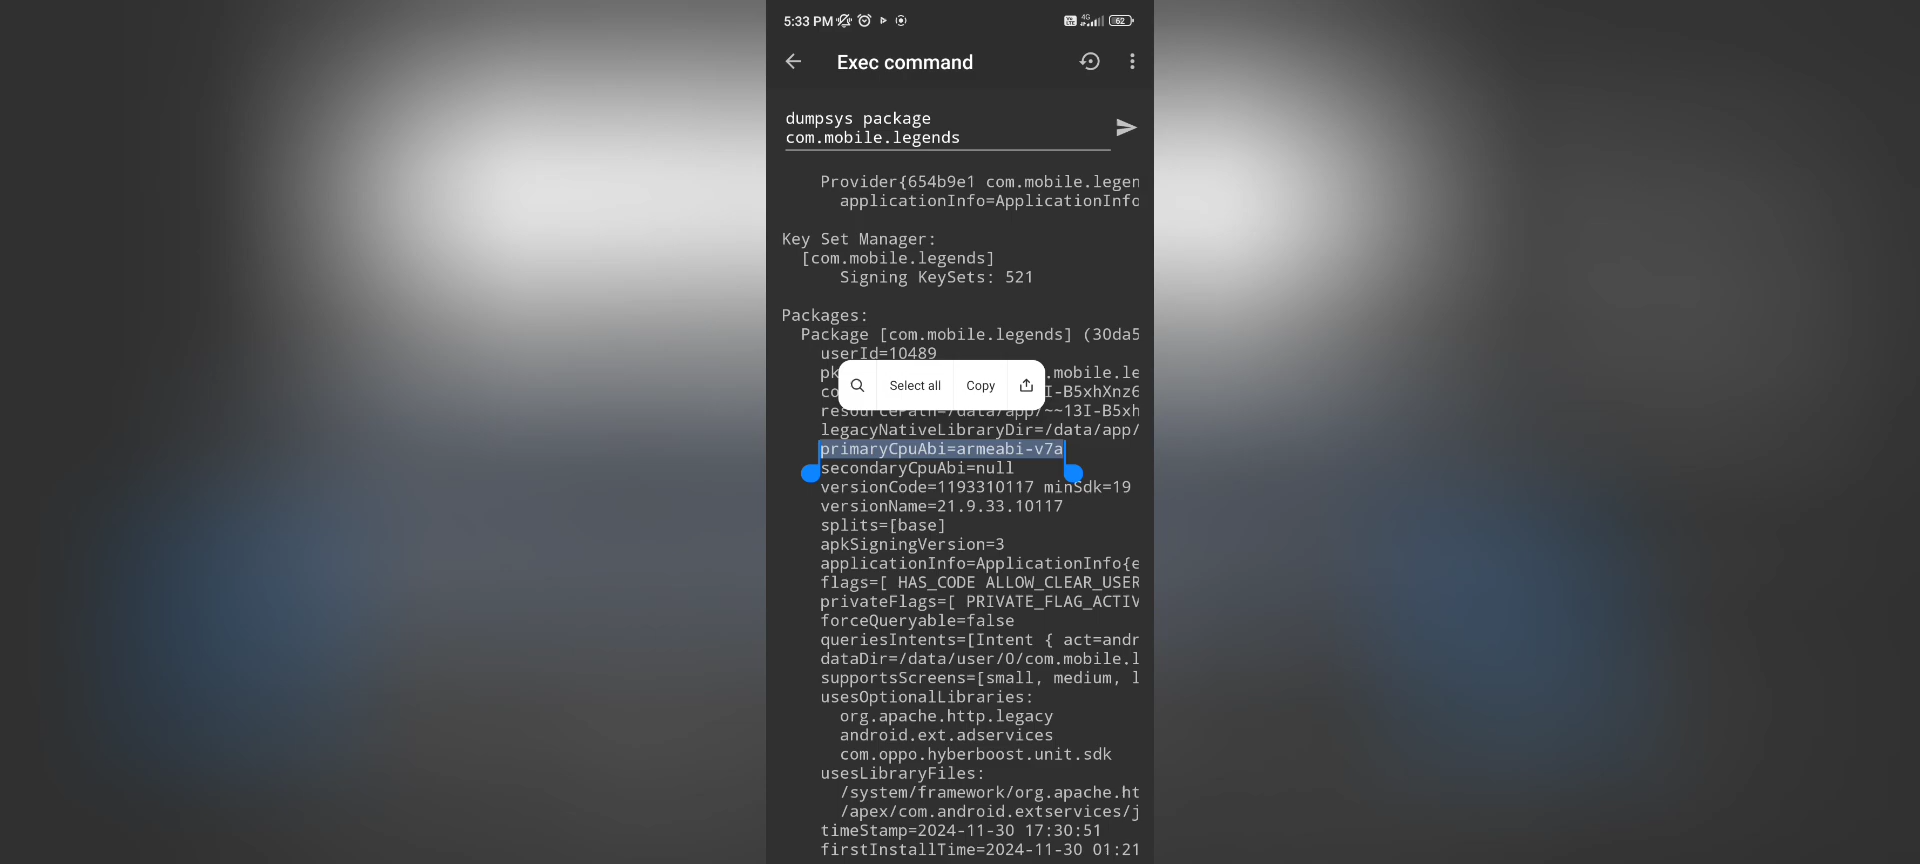 5:33 PM
4G
62
Exec command
dumpsys package
com.mobile.legends
Provider{654b9e1 com.mobile.legen
applicationInfo=ApplicationInfo
Key Set Manager:
[com.mobile.legends]
Signing KeySets: 521
Packages:
Package [com.mobile.legends] (30da5
userId=10489
pk .mobile.le
Select all Copy
co I-B5xhXnz6
resourcePath=/data/app/~~13I-B5xh
legacyNativeLibraryDir=/data/app/
primaryCpuAbi=armeabi-v7a
secondaryCpuAbi=null
versionCode=1193310117 minSdk=19
versionName=21.9.33.10117
splits=[base]
apkSigningVersion=3
applicationInfo=ApplicationInfo{e
flags=[ HAS_CODE ALLOW_CLEAR_USER
privateFlags=[ PRIVATE_FLAG_ACTIV
forceQueryable=false
queriesIntents=[Intent { act=andr
dataDir=/data/user/0/com.mobile.l
supportsScreens=[small, medium, l
usesOptionalLibraries:
org.apache.http.legacy
android.ext.adservices
com.oppo.hyberboost.unit.sdk
usesLibraryFiles:
/system/framework/org.apache.ht
/apex/com.android.extservices/j
timeStamp=2024-11-30 17:30:51
firstInstallTime=2024-11-30 01:21